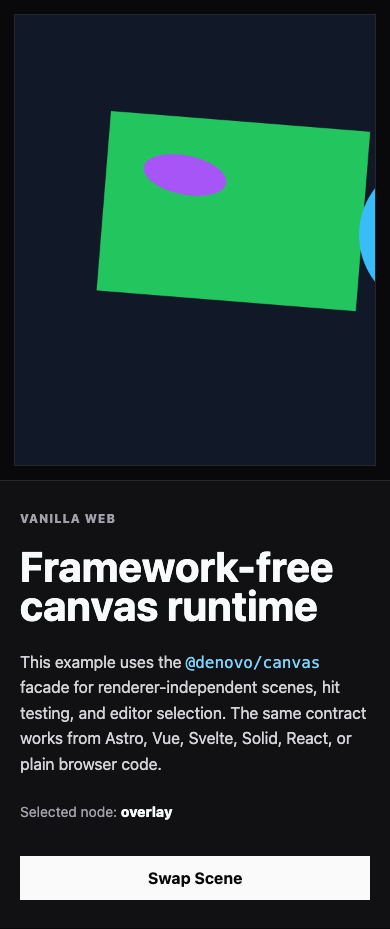 VANILLA WEB
Framework-free
canvas runtime
This example uses the @denovo/canvas
facade for renderer-independent scenes, hit
testing, and editor selection. The same contract
works from Astro, Vue, Svelte, Solid, React, or
plain browser code.
Selected node: overlay
Swap Scene